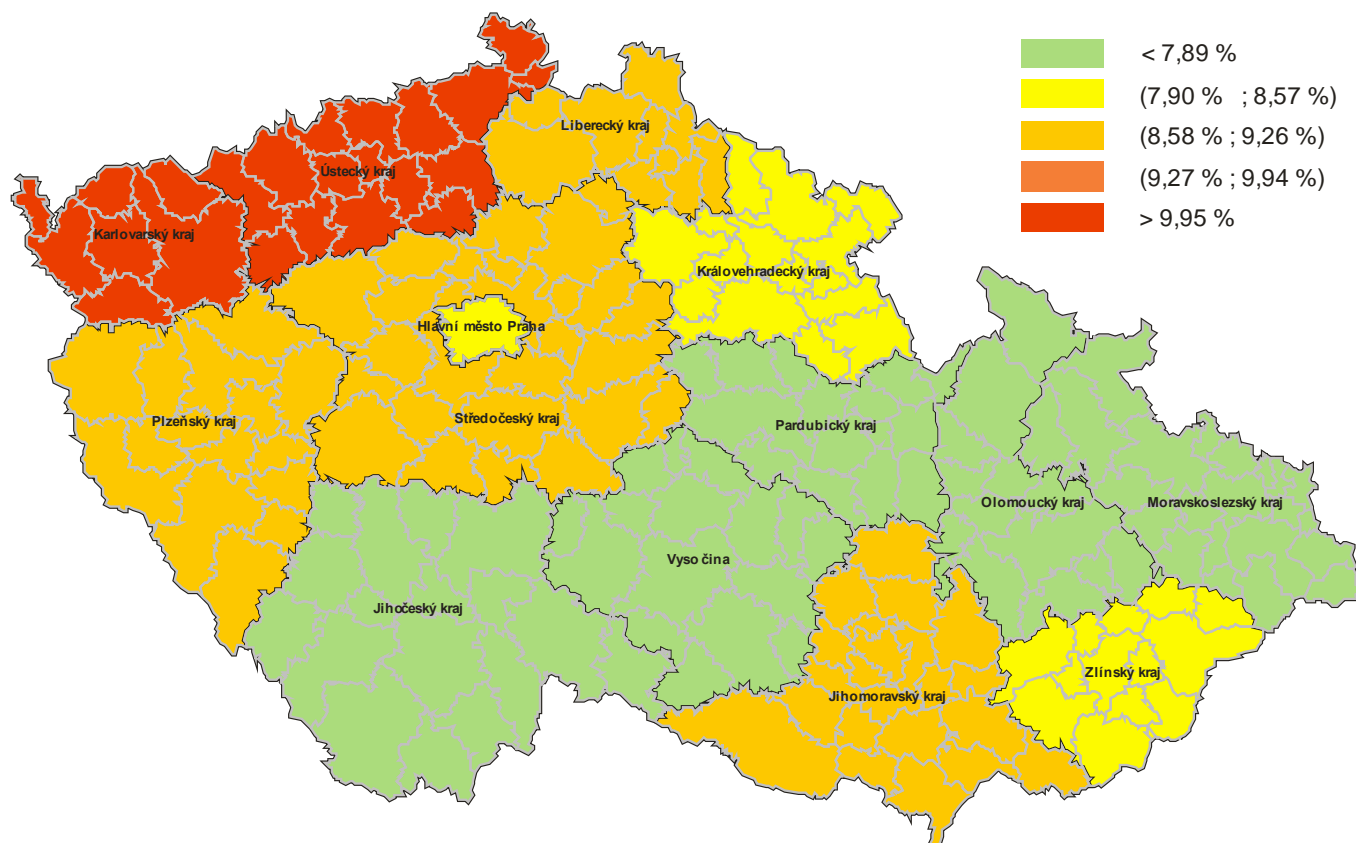 < 7,89 %
(7,90 % ; 8,57 %)
(8,58 % ; 9,26 %)
(9,27 % ; 9,94 %)
> 9,95 %
Liberecký kraj
Ústecký kraj
Karlovarský kraj
Královehradecký kraj
Hlavní město Praha
Plzeňský kraj
Středočeský kraj
Pardubický kraj
Olomoucký kraj
Moravskoslezský kraj
Vyso čina
Jihočeský kraj
Zlínský kraj
Jihomoravský kraj